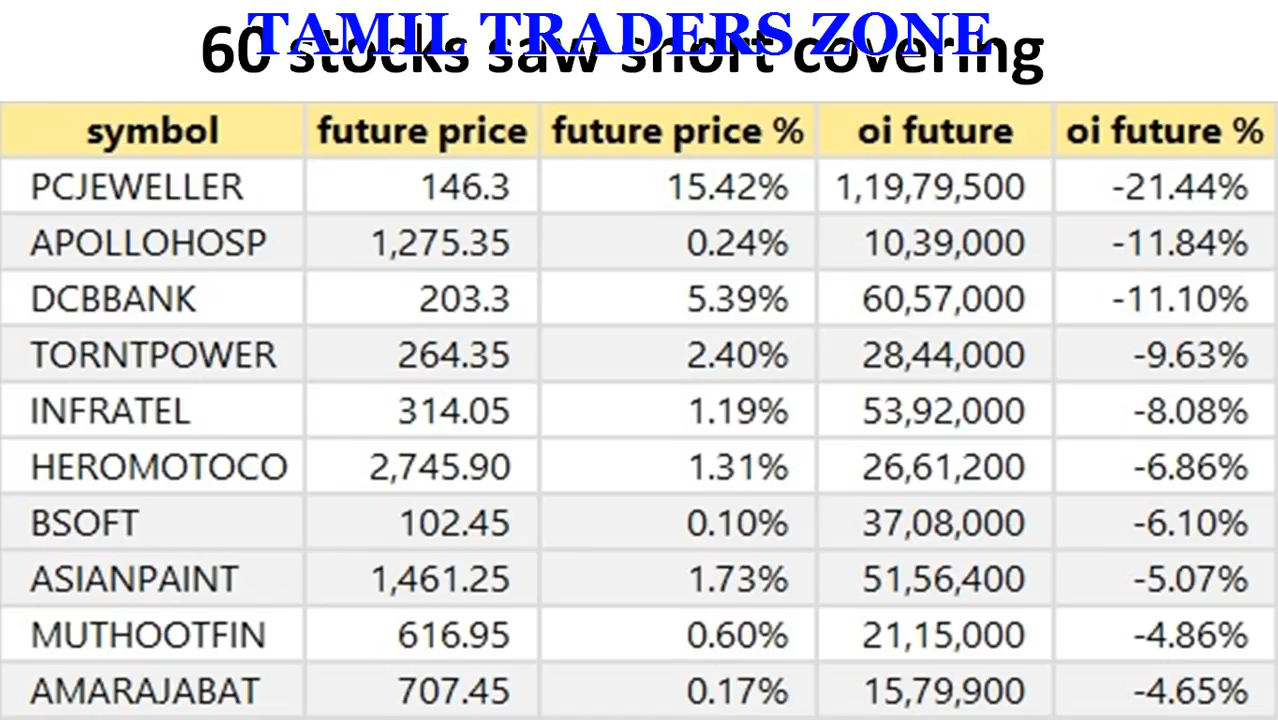 TAMIL TRADERS ZONE
60 stocks saw short covering
symbol future price future price % oi future oi future %
PCJEWELLER 146.3 15.42% 1,19,79,500 -21.44%
APOLLOHOSP 1,275.35 0.24% 10,39,000 -11.84%
DCBBANK 203.3 5.39% 60,57,000 -11.10%
TORNTPOWER 264.35 2.40% 28,44,000 -9.63%
INFRATEL 314.05 1.19% 53,92,000 -8.08%
HEROMOTOCO 2,745.90 1.31% 26,61,200 -6.86%
BSOFT 102.45 0.10% 37,08,000 -6.10%
ASIANPAINT 1,461.25 1.73% 51,56,400 -5.07%
MUTHOOTFIN 616.95 0.60% 21,15,000 -4.86%
AMARAJABAT 707.45 0.17% 15,79,900 -4.65%